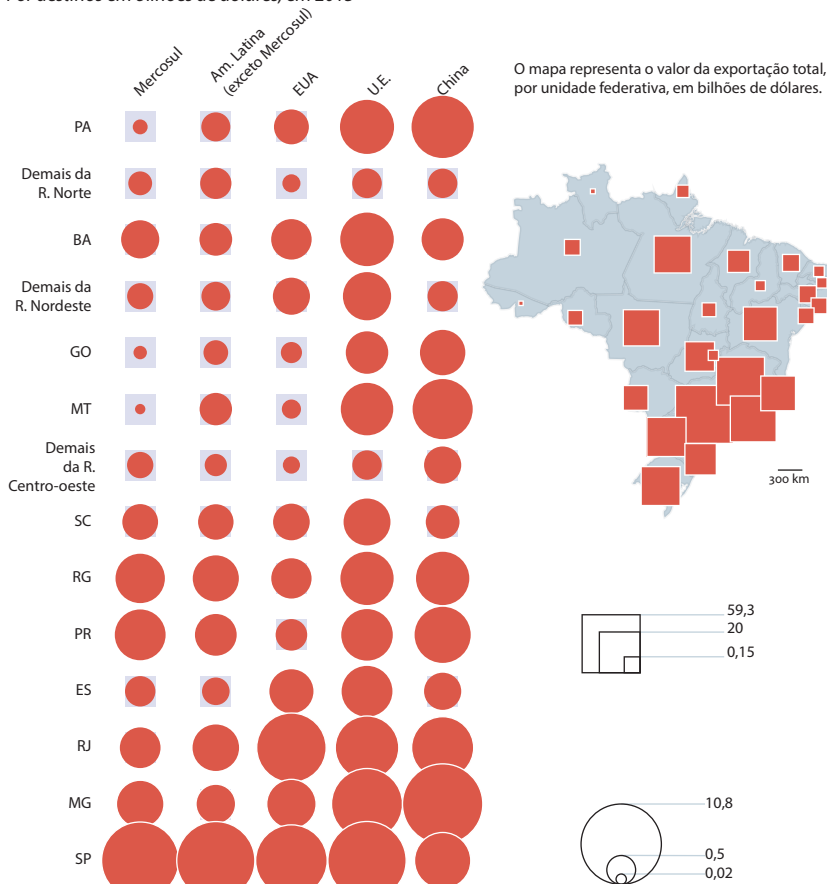 Mercosul
Am. Latina
(exceto Mercosul)
EUA
U.E.
China
O mapa representa o valor da exportação total,
por unidade federativa, em bilhões de dólares.
PA
Demais da
R. Norte
BA
Demais da
R. Nordeste
GO
MT
Demais
da R.
Centro-oeste
SC
RG
PR
ES
RJ
MG
SP
300 km
59,3
20
0,15
10,8
0,5
0,02